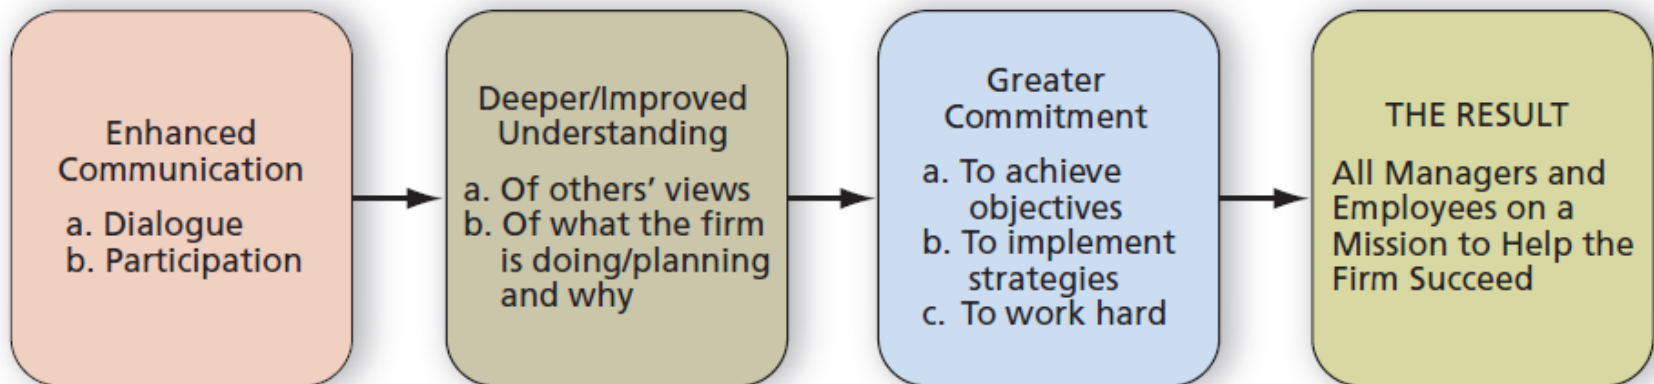 Enhanced
Communication
a. Dialogue
b. Participation
Deeper/Improved
Understanding
a. Of others’ views
b. Of what the firm
is doing/planning
and why
Greater
Commitment
a. To achieve
objectives
b. To implement
strategies
c. To work hard
THE RESULT
All Managers and
Employees on a
Mission to Help the
Firm Succeed